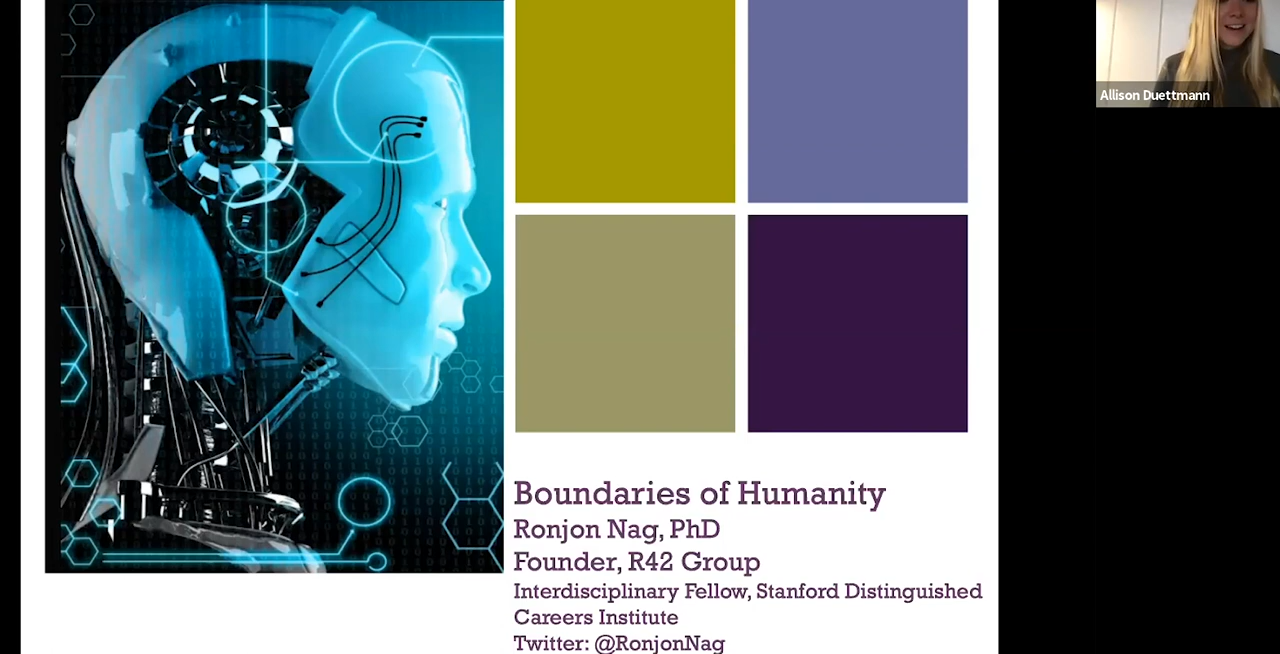 Allison Duettmann
Boundaries of Humanity
Ronjon Nag, PhD
Founder, R42 Group
Interdisciplinary Fellow, Stanford Distinguished
Careers Institute
Twitter: @RonjonNag